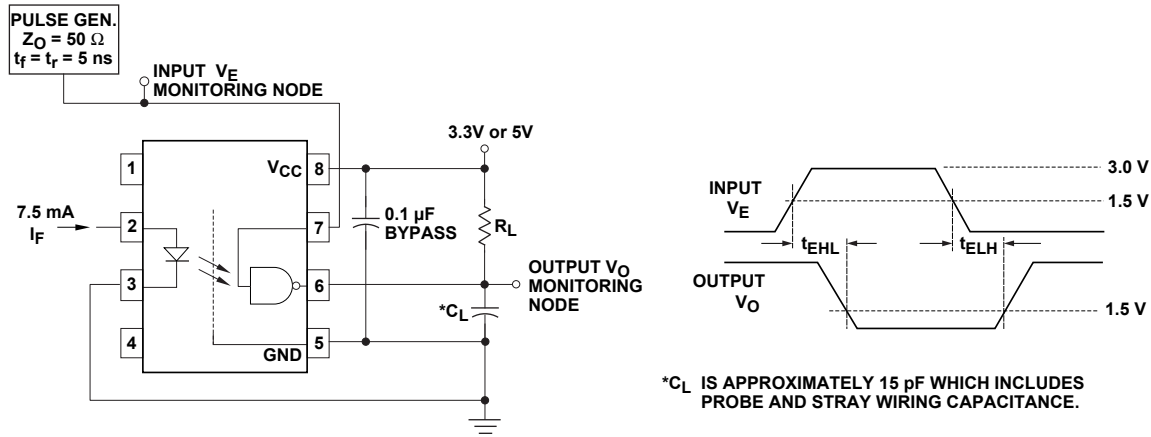 PULSE GEN.
ZO = 50 Ω
tf = tr = 5 ns
INPUT VE
MONITORING NODE
3.3V or 5V
1
VCC
8
7.5 mA
IF
2
7
0.1 µF
BYPASS
RL
3
6
OUTPUT VO
MONITORING
NODE
*CL
4
GND
5
INPUT
VE
3.0 V
1.5 V
tEHL
tELH
OUTPUT
VO
1.5 V
*CL IS APPROXIMATELY 15 pF WHICH INCLUDES
PROBE AND STRAY WIRING CAPACITANCE.